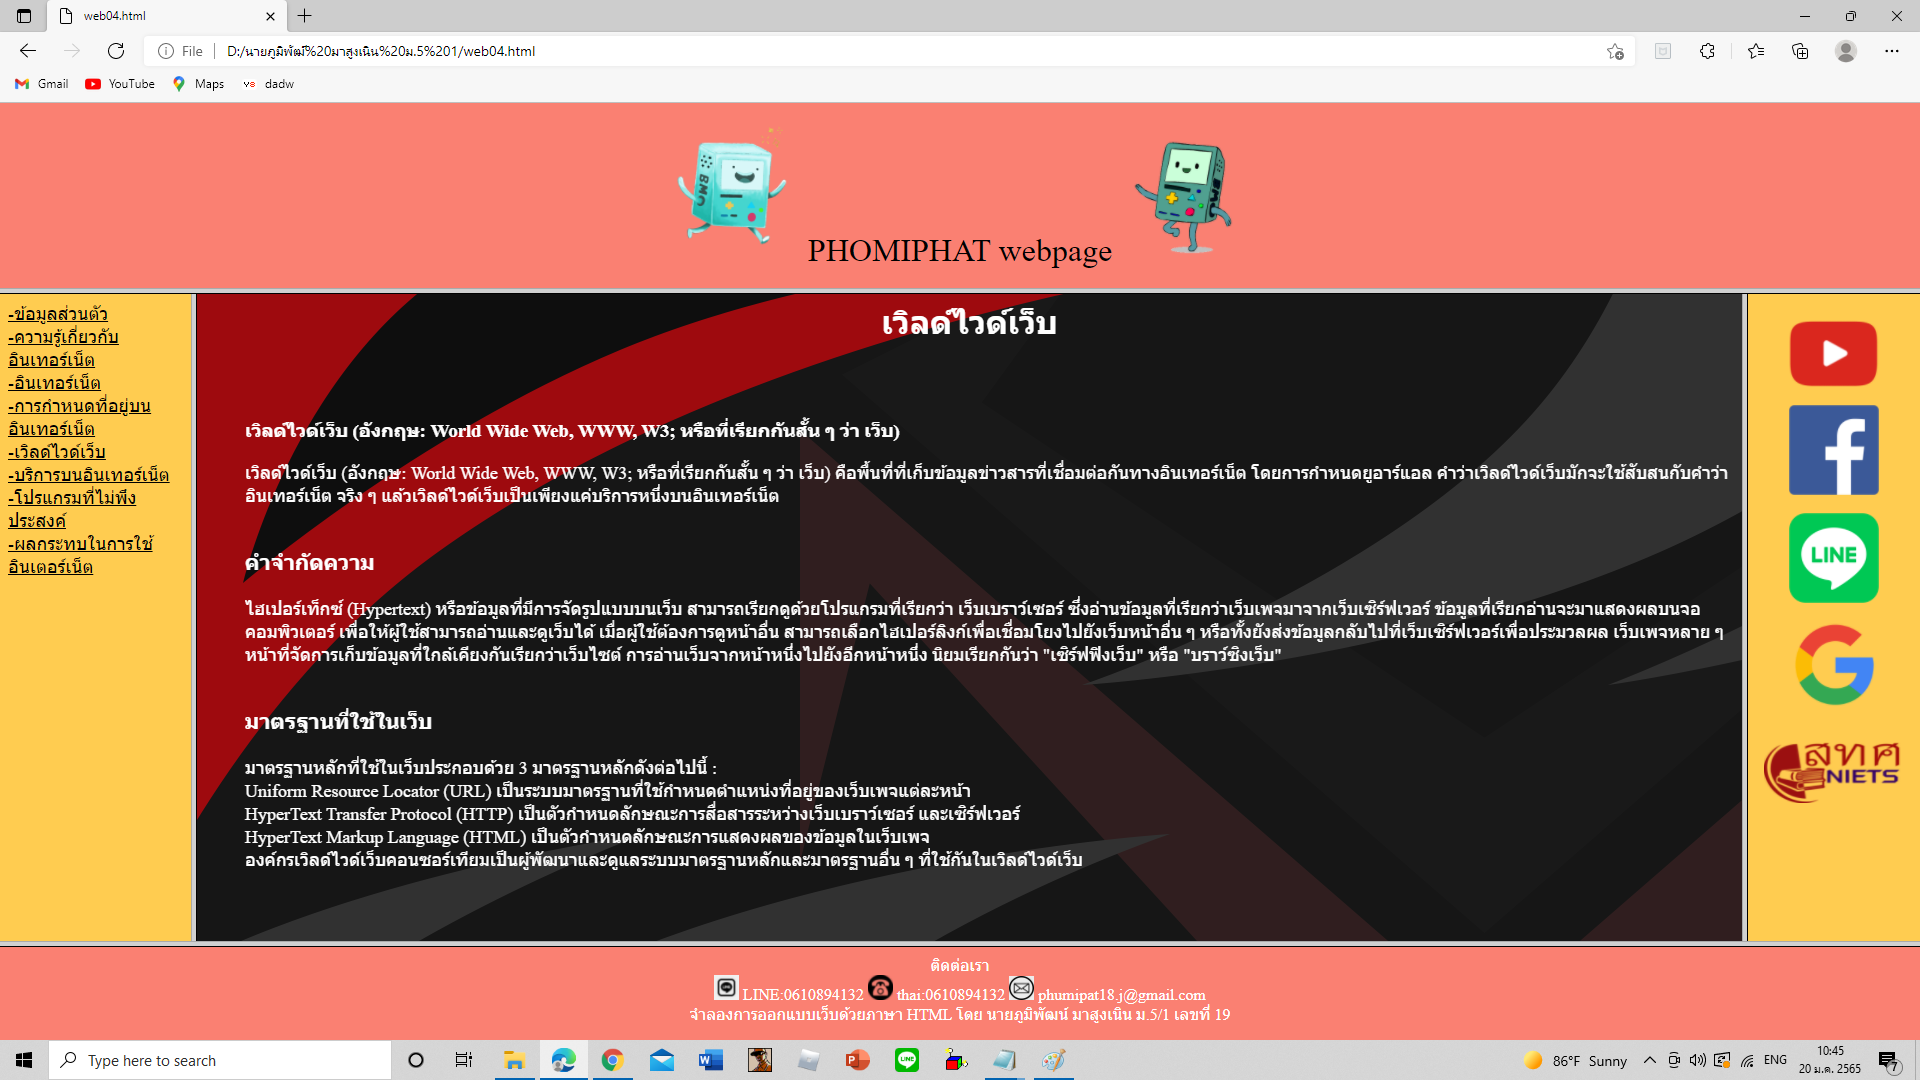 web04.html
File
D:/นายภูมิพัฒ์%20มาสูงเนิน%20ม.5%201/web04.html
Gmail
YouTube
Maps
dadw
BMO
PHOMIPHAT webpage
-ข้อมูลส่วนตัว
-ความรู้เกี่ยวกับ
อินเทอร์เน็ต
-อินเทอร์เน็ต
-การกำหนดที่อยู่บน
อินเทอร์เน็ต
-เวิลด์ไวด์เว็บ
-บริการบนอินเทอร์เน็ต
-โปรแกรมที่ไม่พึง
ประสงค์
-ผลกระทบในการใช้
อินเตอร์เน็ต
เวิลด์ไวด์เว็บ
เวิลด์ไวด์เว็บ (อังกฤษ: World Wide Web, WWW, W3; หรือที่เรียกกันสั้น ๆ ว่า เว็บ)
เวิลด์ไวด์เว็บ (อังกฤษ: World Wide Web, WWW, W3; หรือที่เรียกกันสั้น ๆ ว่า เว็บ) คือพื้นที่ที่เก็บข้อมูลข่าวสารที่เชื่อมต่อกันทางอินเทอร์เน็ต โดยการกำหนดยูอาร์แอล คำว่าเวิลด์ไวด์เว็บมักจะใช้สับสนกับคำว่า
อินเทอร์เน็ต จริง ๆ แล้วเวิลด์ไวด์เว็บเป็นเพียงแค่บริการหนึ่งบนอินเทอร์เน็ต
คำจำกัดความ
ไฮเปอร์เท็กซ์ (Hypertext) หรือข้อมูลที่มีการจัดรูปแบบบนเว็บ สามารถเรียกดูด้วยโปรแกรมที่เรียกว่า เว็บเบราว์เซอร์ ซึ่งอ่านข้อมูลที่เรียกว่าเว็บเพจมาจากเว็บเซิร์ฟเวอร์ ข้อมูลที่เรียกอ่านจะมาแสดงผลบนจอ
คอมพิวเตอร์ เพื่อให้ผู้ใช้สามารถอ่านและดูเว็บได้ เมื่อผู้ใช้ต้องการดูหน้าอื่น สามารถเลือกไฮเปอร์ลิงก์เพื่อเชื่อมโยงไปยังเว็บหน้าอื่น ๆ หรือทั้งยังส่งข้อมูลกลับไปที่เว็บเซิร์ฟเวอร์เพื่อประมวลผล เว็บเพจหลาย ๆ
หน้าที่จัดการเก็บข้อมูลที่ใกล้เคียงกันเรียกว่าเว็บไซต์ การอ่านเว็บจากหน้าหนึ่งไปยังอีกหน้าหนึ่ง นิยมเรียกกันว่า "เซิร์ฟฟิงเว็บ" หรือ "บราว์ซิงเว็บ"
มาตรฐานที่ใช้ในเว็บ
มาตรฐานหลักที่ใช้ในเว็บประกอบด้วย 3 มาตรฐานหลักดังต่อไปนี้ :
Uniform Resource Locator (URL) เป็นระบบมาตรฐานที่ใช้กำหนดตำแหน่งที่อยู่ของเว็บเพจแต่ละหน้า
HyperText Transfer Protocol (HTTP) เป็นตัวกำหนดลักษณะการสื่อสารระหว่างเว็บเบราว์เซอร์ และเซิร์ฟเวอร์
HyperText Markup Language (HTML) เป็นตัวกำหนดลักษณะการแสดงผลของข้อมูลในเว็บเพจ
องค์กรเวิลด์ไวด์เว็บคอนซอร์เทียมเป็นผู้พัฒนาและดูแลระบบมาตรฐานหลักและมาตรฐานอื่น ๆ ที่ใช้กันในเวิลด์ไวด์เว็บ
LINE
สทศ
NIETS
ติดต่อเรา
LINE:0610894132 thai:0610894132 phumipat18.j@gmail.com
จำลองการออกแบบเว็บด้วยภาษา HTML โดย นายภูมิพัฒน์ มาสูงเนิน ม.5/1 เลขที่ 19
Type here to search
86°F Sunny
ENG
10:45
20 ม.ค. 2565
7